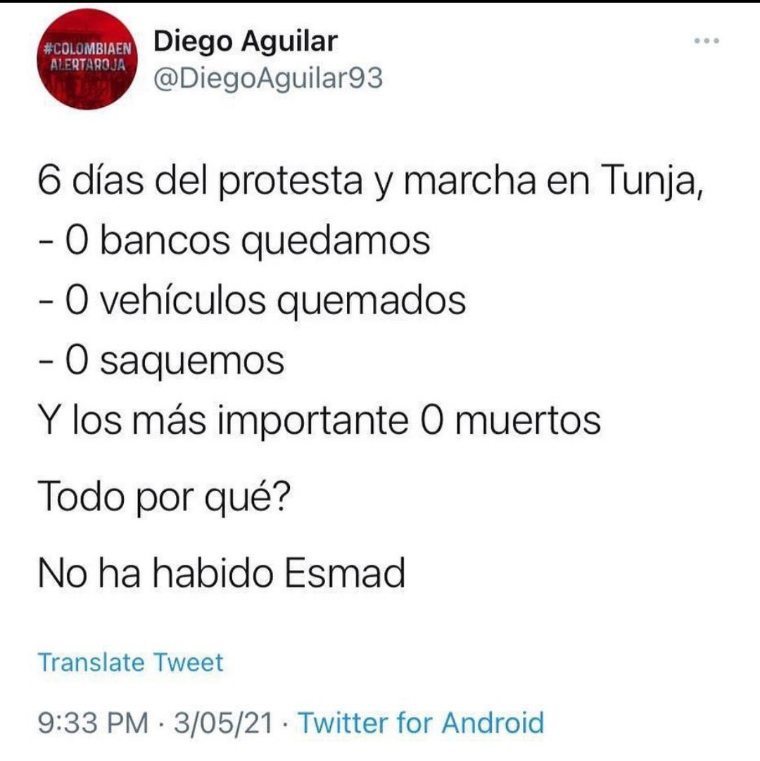 #COLOMBIAEN
ALERTAROJA
Diego Aguilar
@DiegoAguilar93
6 días del protesta y marcha en Tunja,
- 0 bancos quedamos
- 0 vehículos quemados
- 0 saquemos
Y los más importante 0 muertos
Todo por qué?
No ha habido Esmad
Translate Tweet
9:33 PM · 3/05/21 · Twitter for Android